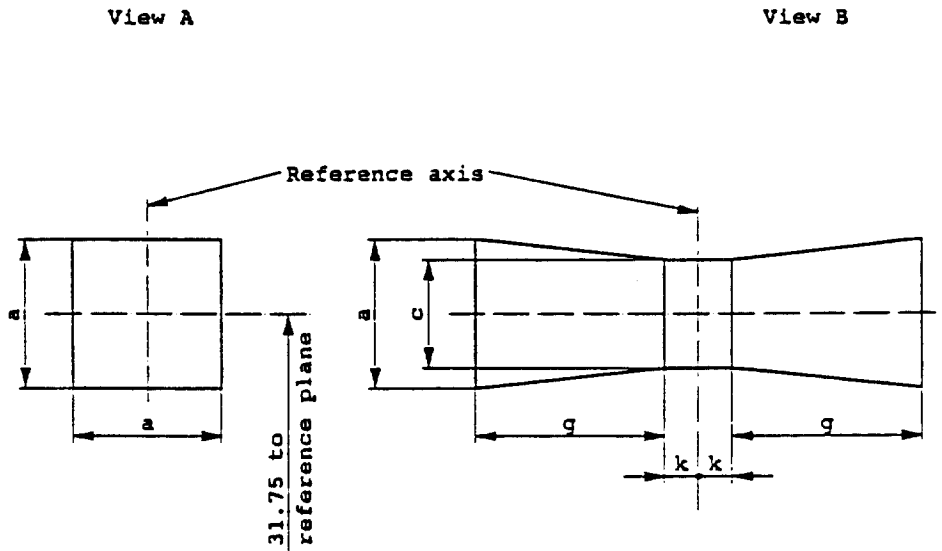 View A
View B
Reference axis
a
a
31.75 to
reference plane
a
c
g
g
k
k